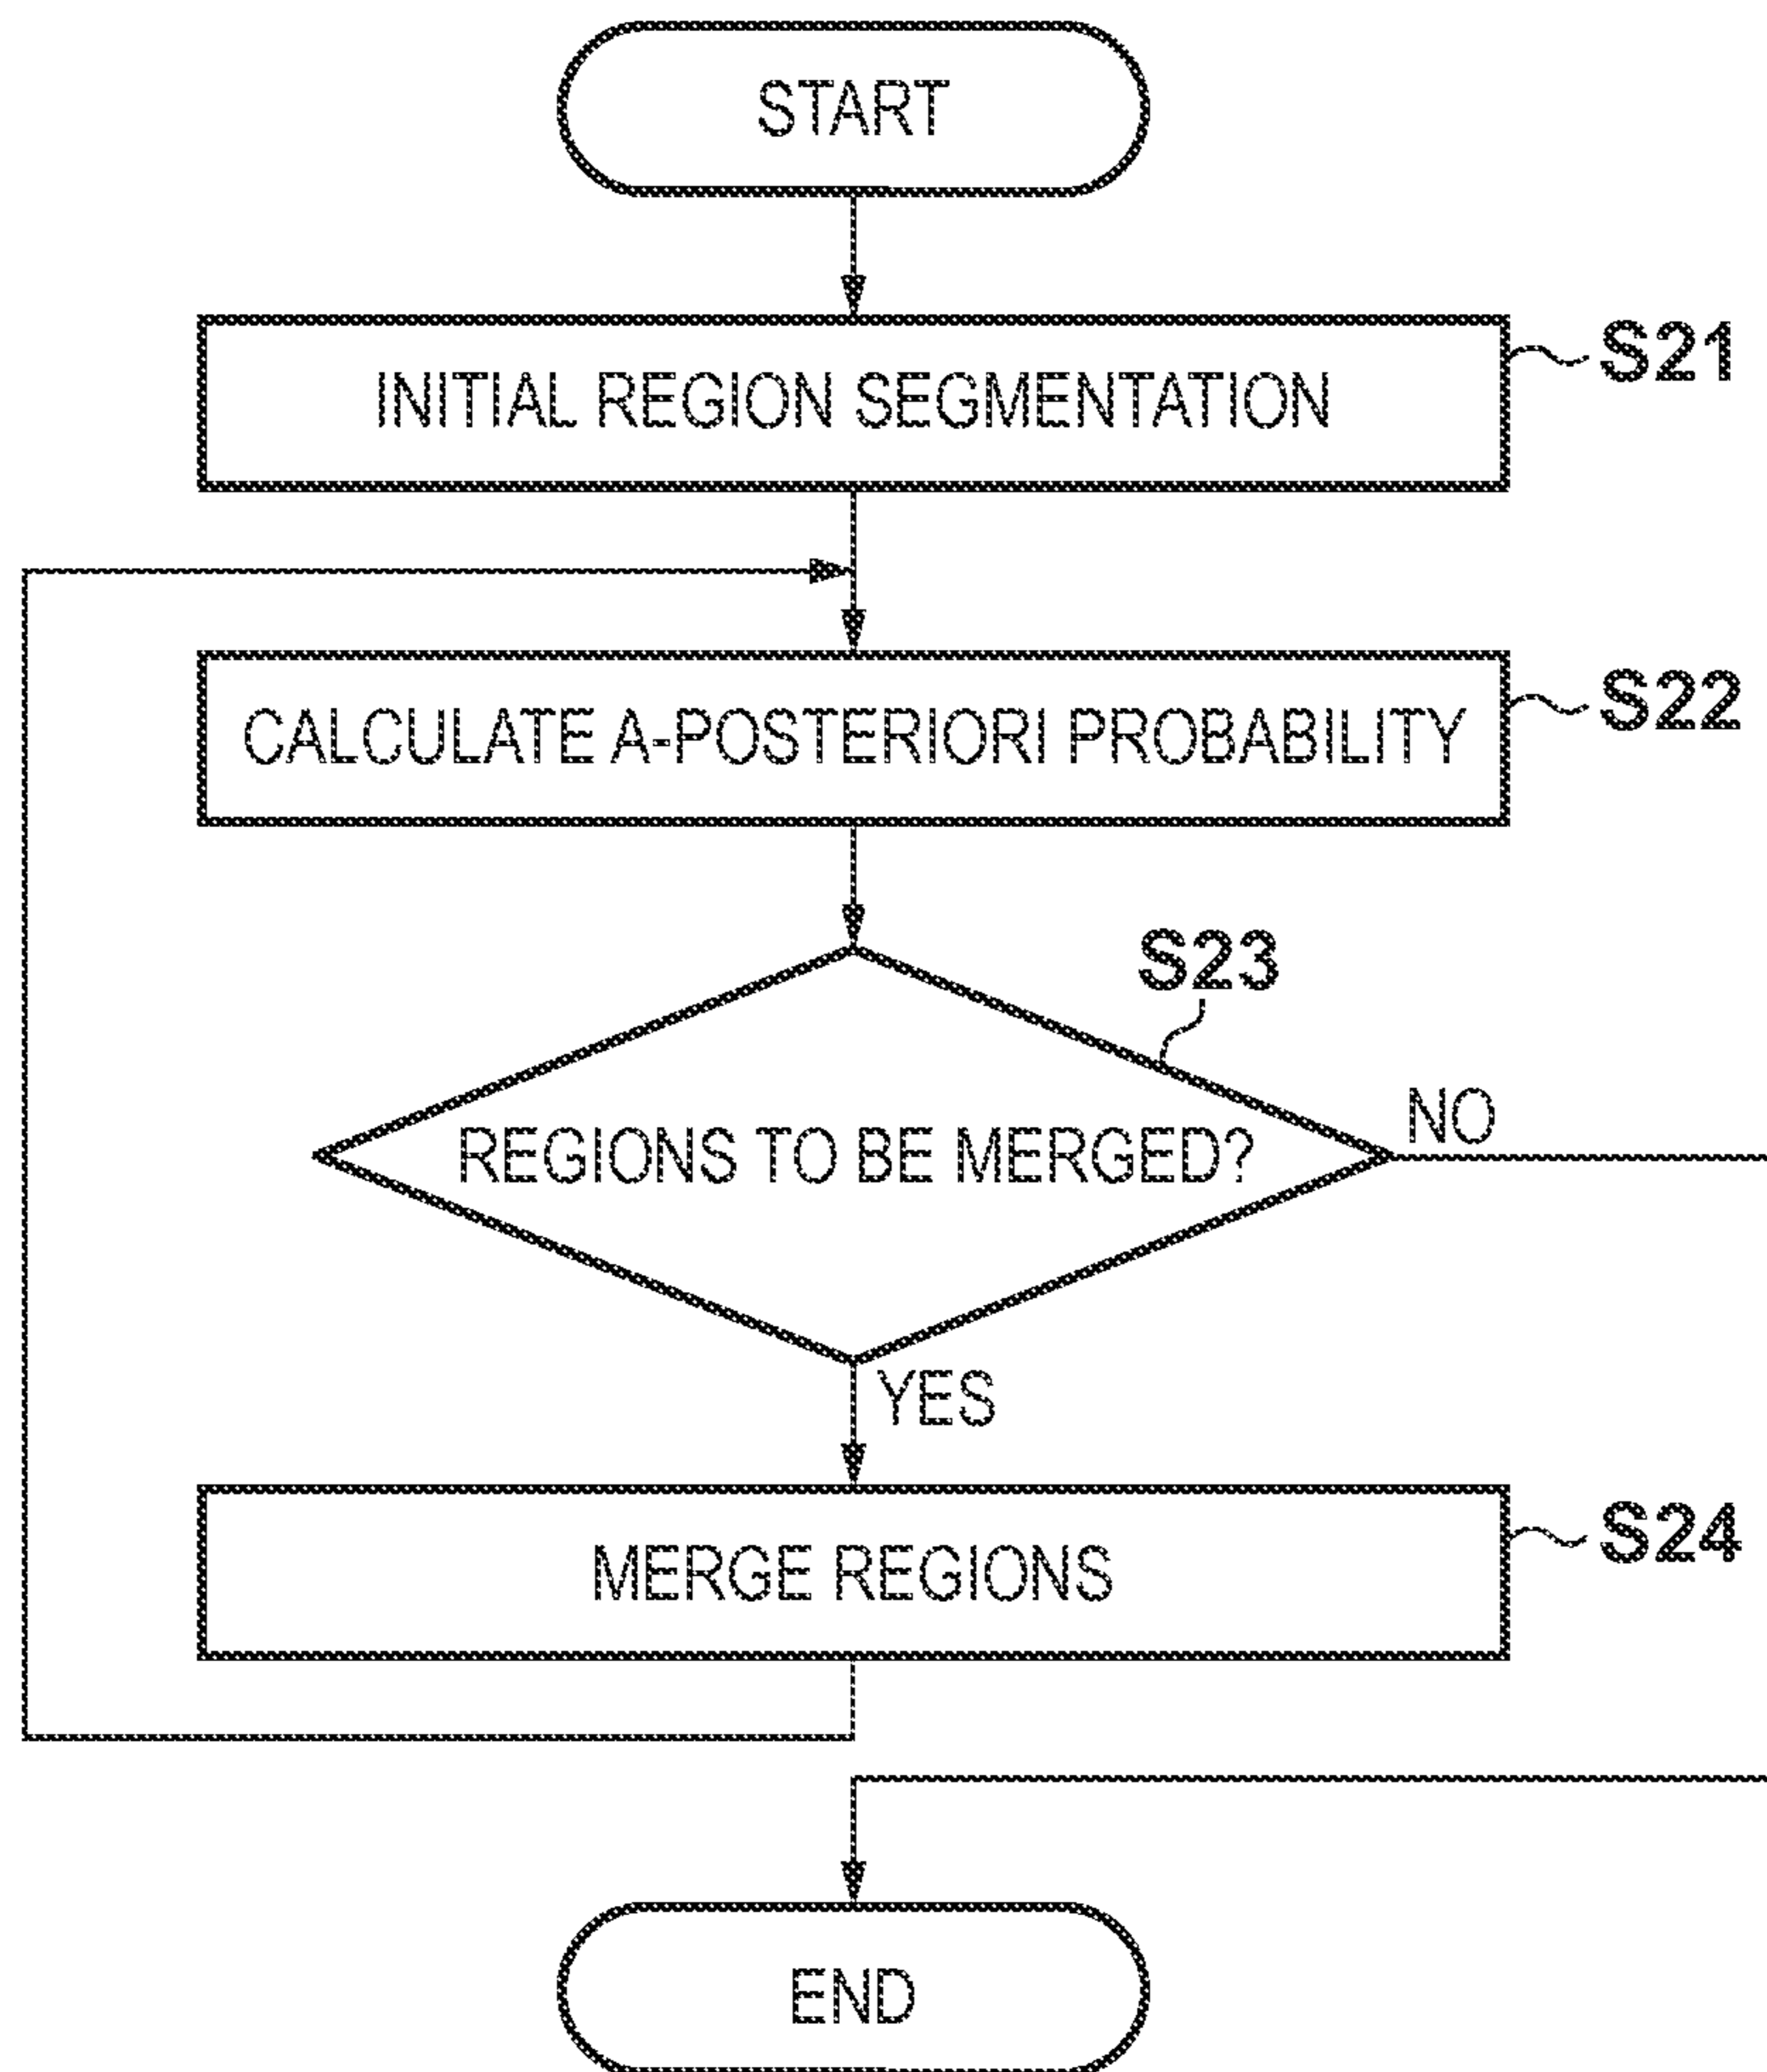 START
INITIAL REGION SEGMENTATION
S21
CALCULATE A-POSTERIORI PROBABILITY
S22
S23
REGIONS TO BE MERGED?
NO
YES
MERGE REGIONS
S24
END